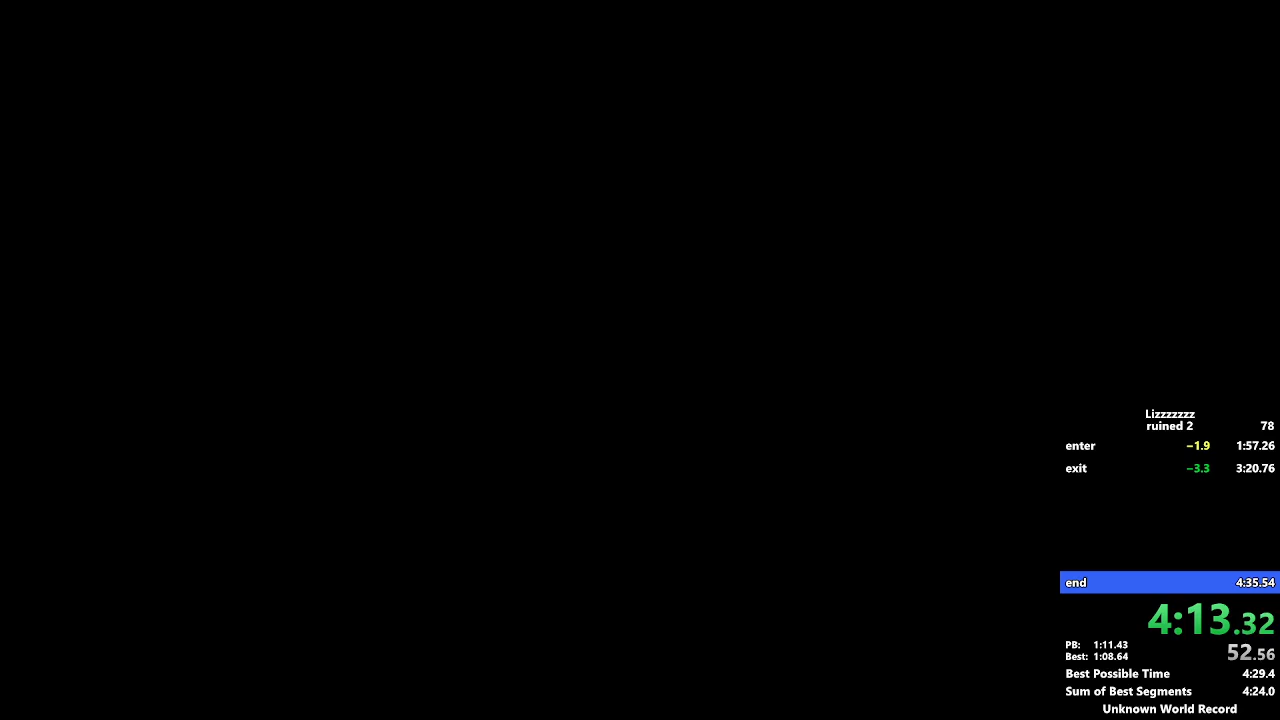 Lizzzzzzz
ruined 2 78
enter −1.9 1:57.26
exit −3.3 3:20.76
end 4:35.54
4:13.32
PB: 1:11.43
Best: 1:08.64
52.56
Best Possible Time 4:29.4
Sum of Best Segments 4:24.0
Unknown World Record